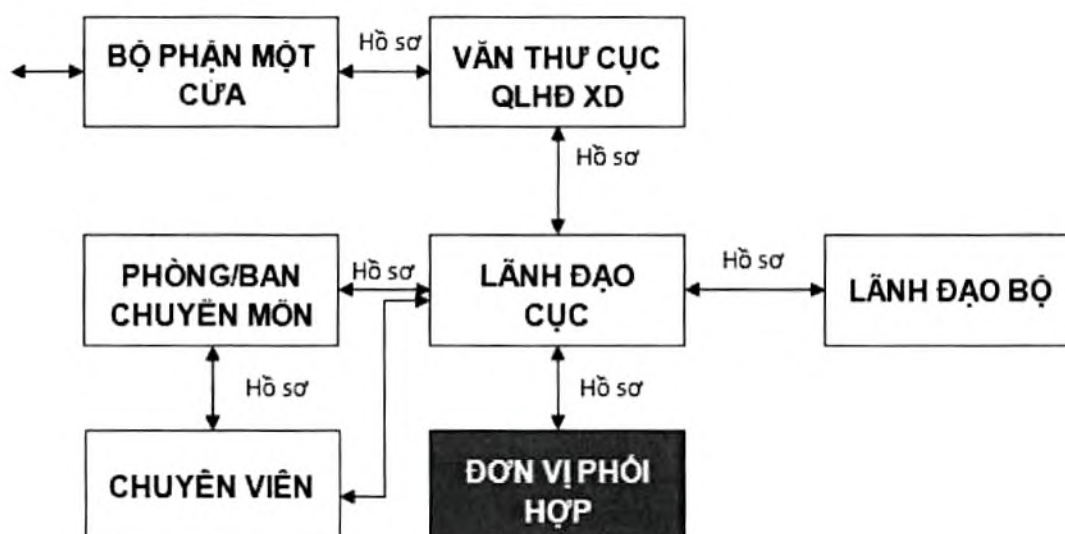 BỘ PHẬN MỘT
CỬA
Hồ sơ
VĂN THƯ CỤC
QLHĐ XD
Hồ sơ
PHÒNG/BAN
CHUYÊN MÔN
Hồ sơ
LÃNH ĐẠO
CỤC
Hồ sơ
LÃNH ĐẠO BỘ
Hồ sơ
Hồ sơ
CHUYÊN VIÊN
ĐƠN VỊ PHỐI
HỢP